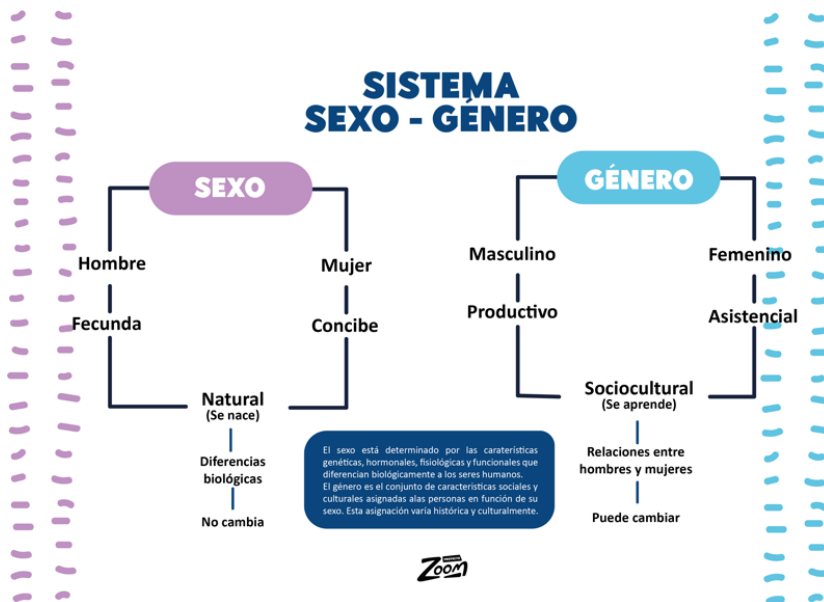 SISTEMA
SEXO - GÉNERO
SEXO
Hombre
Mujer
Fecunda
Concibe
Natural
(Se nace)
Diferencias
biológicas
No cambia
GÉNERO
Masculino
Femenino
Productivo
Asistencial
Sociocultural
(Se aprende)
Relaciones entre
hombres y mujeres
Puede cambiar
El sexo está determinado por las caraterísticas
genéticas, hormonales, fisiológicas y funcionales que
diferencian biológicamente a los seres humanos.
El género es el conjunto de características sociales y
culturales asignadas alas personas en función de su
sexo. Esta asignación varía histórica y culturalmente.
Zoom